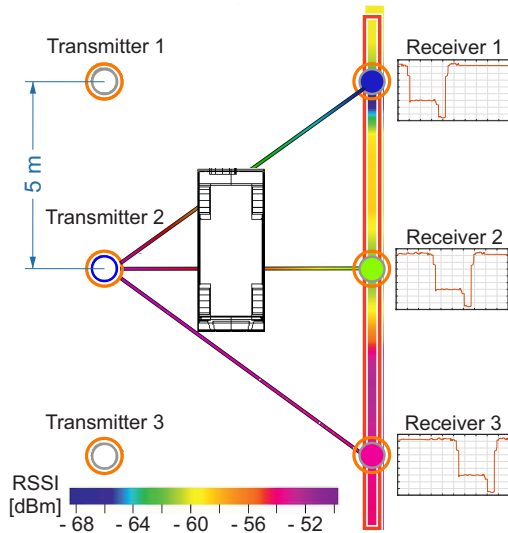 Transmitter 1
Receiver 1
5 m
Transmitter 2
Receiver 2
Transmitter 3
Receiver 3
RSSI
[dBm]
- 68 - 64 - 60 - 56 - 52